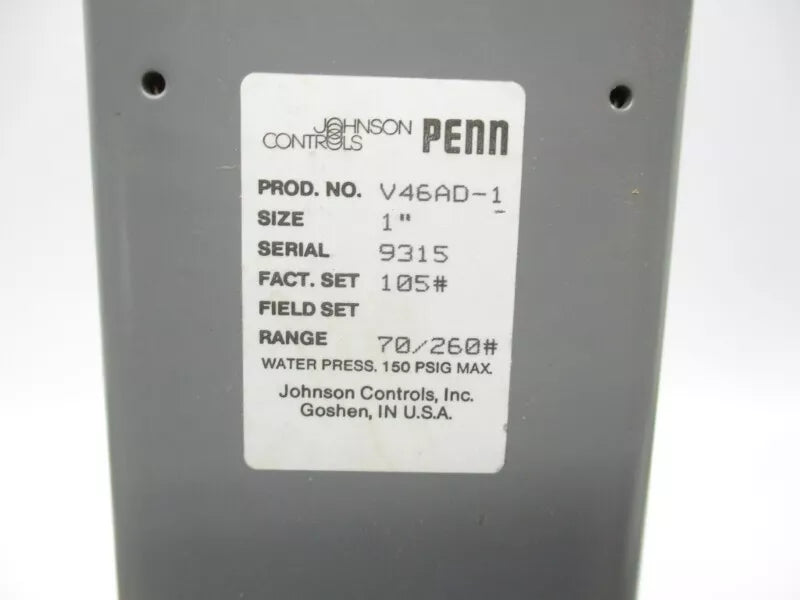 JOHNSON CONTROLS PENN
PROD. NO. V46AD-1
SIZE 1"
SERIAL 9315
FACT. SET 105#
FIELD SET
RANGE 70/260#
WATER PRESS. 150 PSIG MAX.
Johnson Controls, Inc.
Goshen, IN U.S.A.